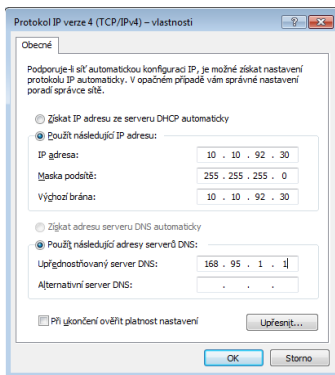 Protokol IP verze 4 (TCP/IPv4) – vlastnosti
Obecné
Podporuje-li síť automatickou konfiguraci IP, je možné získat nastavení
protokolu IP automaticky. V opačném případě vám správné nastavení
poradí správce sítě.
Získat IP adresu ze serveru DHCP automaticky
Použít následující IP adresu:
IP adresa: 10 . 10 . 92 . 30
Maska podsítě: 255 . 255 . 255 . 0
Výchozí brána: 10 . 10 . 92 . 30
Získat adresu serveru DNS automaticky
Použít následující adresy serverů DNS:
Upřednostňovaný server DNS: 168 . 95 . 1 . 1
Alternativní server DNS: . . .
Při ukončení ověřit platnost nastavení
Upřesnit...
OK Storno